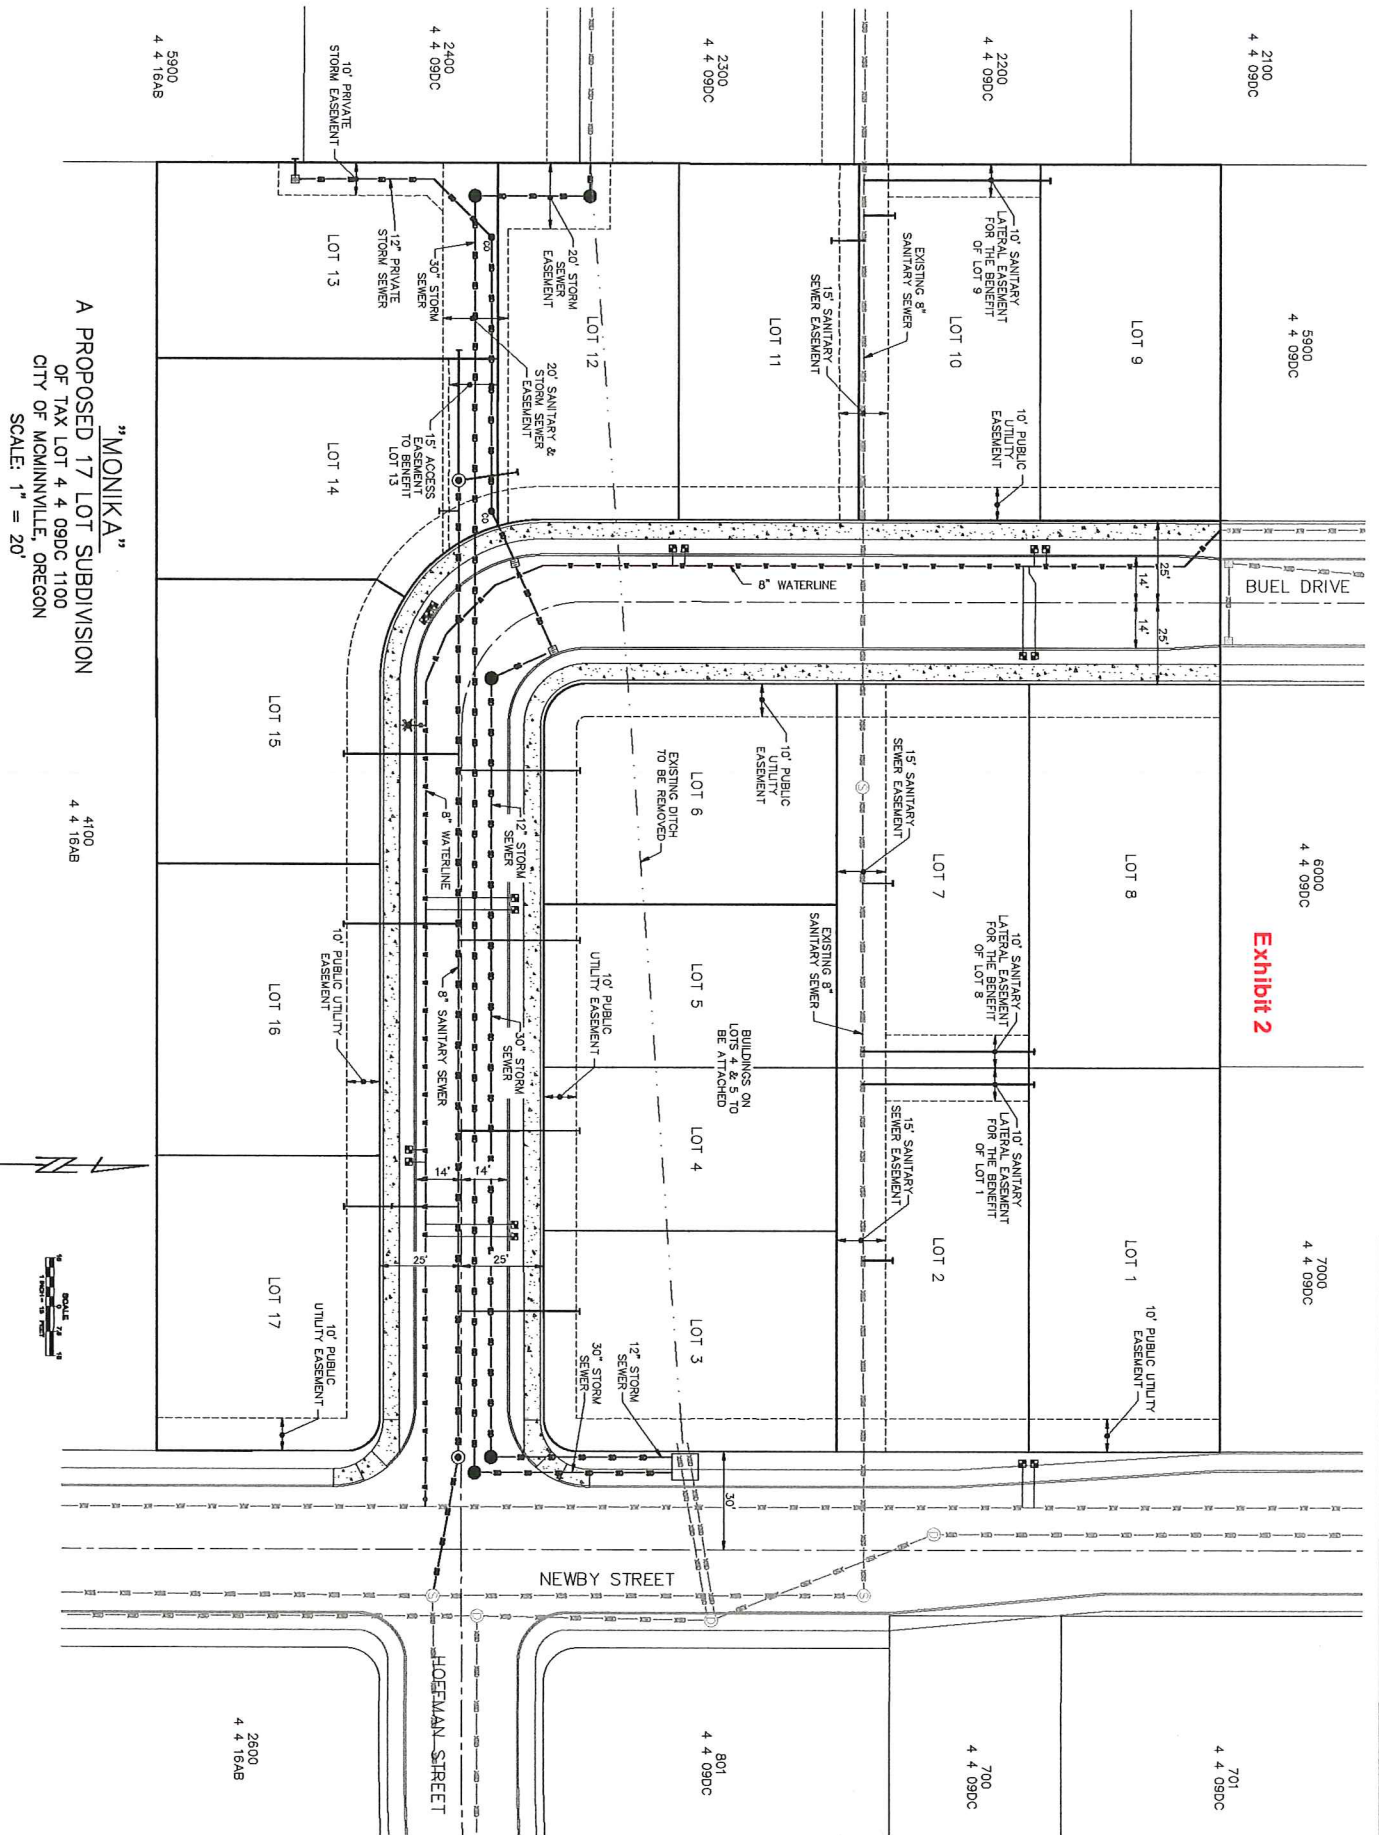 Exhibit 2
2100
4 4 09DC
5900
4 4 09DC
6000
4 4 09DC
7000
4 4 09DC
701
4 4 09DC
2200
4 4 09DC
2300
4 4 09DC
2400
4 4 09DC
5900
4 4 16AB
4100
4 4 16AB
700
4 4 09DC
801
4 4 09DC
2600
4 4 16AB
BUEL DRIVE
NEWBY STREET
HOFFMAN STREET
LOT 9
LOT 8
LOT 1
10' SANITARY
LATERAL EASEMENT
FOR THE BENEFIT
OF LOT 9
LOT 10
10' PUBLIC
UTILITY
EASEMENT
EXISTING 8"
SANITARY SEWER
15' SANITARY
SEWER EASEMENT
LOT 11
LOT 12
20' STORM
SEWER
EASEMENT
20' SANITARY &
STORM SEWER
EASEMENT
30" STORM
SEWER
12" PRIVATE
STORM SEWER
10' PRIVATE
STORM EASEMENT
LOT 13
15' ACCESS
EASEMENT
TO BENEFIT
LOT 13
LOT 14
CO
CO
25'
25'
14'
14'
8" WATERLINE
15' SANITARY
SEWER EASEMENT
LOT 7
10' SANITARY
LATERAL EASEMENT
FOR THE BENEFIT
OF LOT 8
10' SANITARY
LATERAL EASEMENT
FOR THE BENEFIT
OF LOT 1
EXISTING 8"
SANITARY SEWER
15' SANITARY
SEWER EASEMENT
LOT 2
10' PUBLIC UTILITY
EASEMENT
10' PUBLIC
UTILITY
EASEMENT
LOT 6
EXISTING DITCH
TO BE REMOVED
LOT 5
BUILDINGS ON
LOTS 4 & 5 TO
BE ATTACHED
LOT 4
LOT 3
10' PUBLIC
UTILITY EASEMENT
12" STORM
SEWER
30" STORM
SEWER
12" STORM
SEWER
30" STORM
SEWER
30'
8" WATERLINE
8" SANITARY SEWER
14'
14'
25'
25'
LOT 15
10' PUBLIC UTILITY
EASEMENT
LOT 16
LOT 17
10' PUBLIC
UTILITY EASEMENT
S
S
S
D
D
D
"MONIKA"
A PROPOSED 17 LOT SUBDIVISION
OF TAX LOT 4 4 09DC 1100
CITY OF MCMINNVILLE, OREGON
SCALE: 1" = 20'
N
SCALE